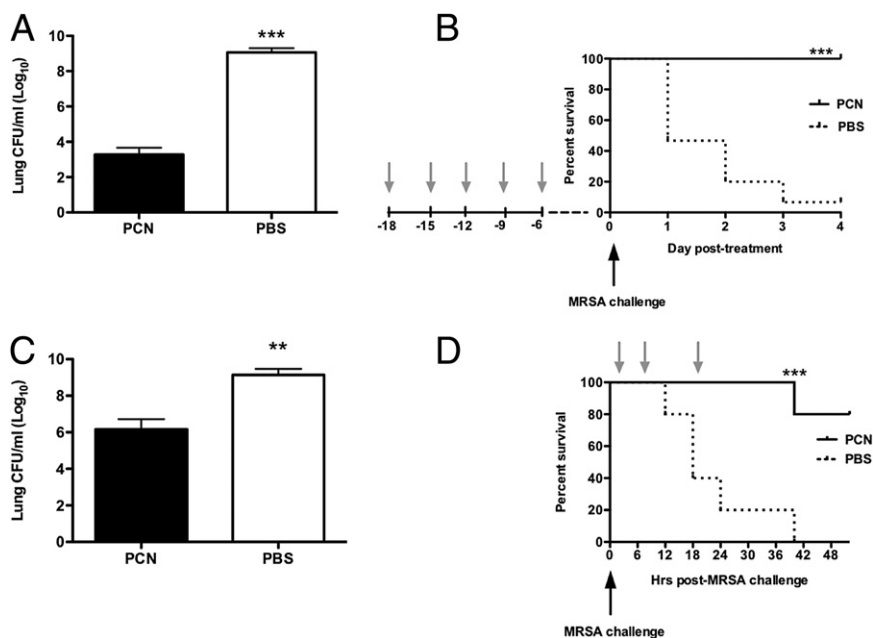 A
Lung CFU/ml (Log10)
10
8
6
4
2
0
***
PCN
PBS
B
Percent survival
100
80
60
40
20
0
***
PCN
PBS
-18 -15 -12 -9 -6
0 1 2 3 4
Day post-treatment
MRSA challenge
C
Lung CFU/ml (Log10)
10
8
6
4
2
0
**
PCN
PBS
D
Percent survival
100
80
60
40
20
0
***
PCN
PBS
0 6 12 18 24 30 36 42 48
Hrs post-MRSA challenge
MRSA challenge